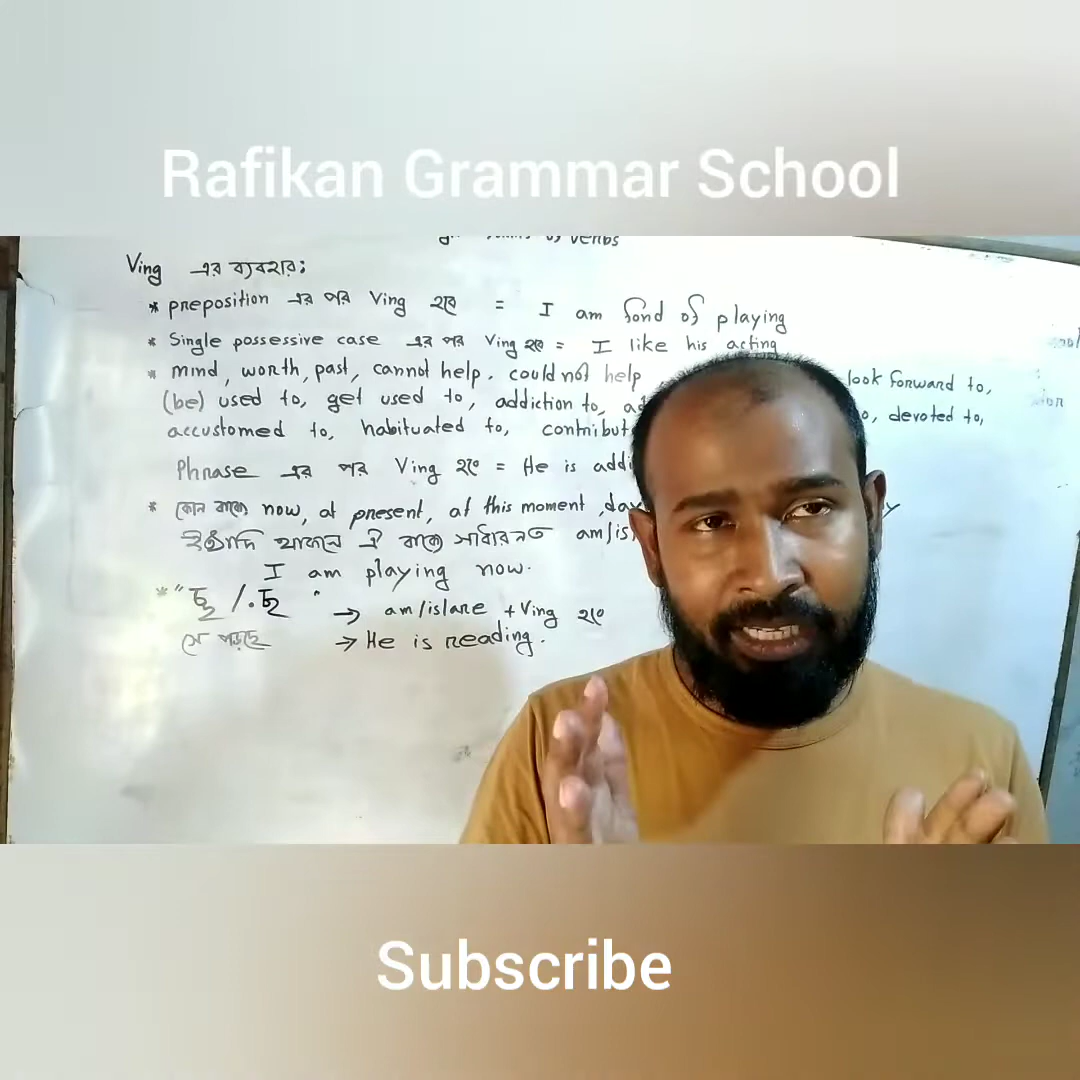 Rafikan Grammar School
of verbs
Ving এর ব্যবহার:
* preposition এর পর Ving হবে = I am fond of playing
* Single possessive case এর পর Ving হবে = I like his acting
* mind, worth, past, cannot help, could not help look forward to,
(be) used to, get used to, addiction to, devoted to,
accustomed to, habituated to,
Phrase এর পর Ving হবে = He is
* কোন বাক্যে now, at present, at this moment,
ইত্যাদি থাকলে ঐ বাক্যে সাধারনত am/is
I am playing now.
** "ছ/চ্ছ" → am/is/are + Ving হবে
সে পড়ছে → He is reading.
Subscribe